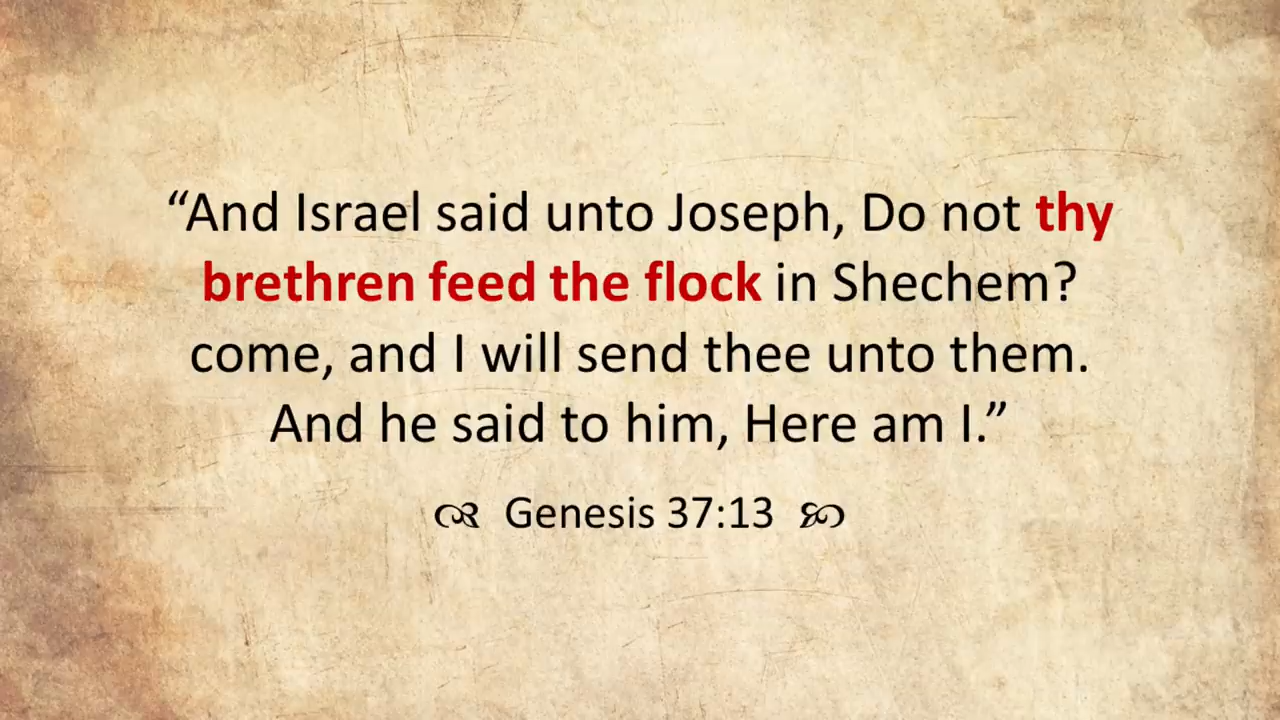 “And Israel said unto Joseph, Do not thy
brethren feed the flock in Shechem?
come, and I will send thee unto them.
And he said to him, Here am I.”
Genesis 37:13